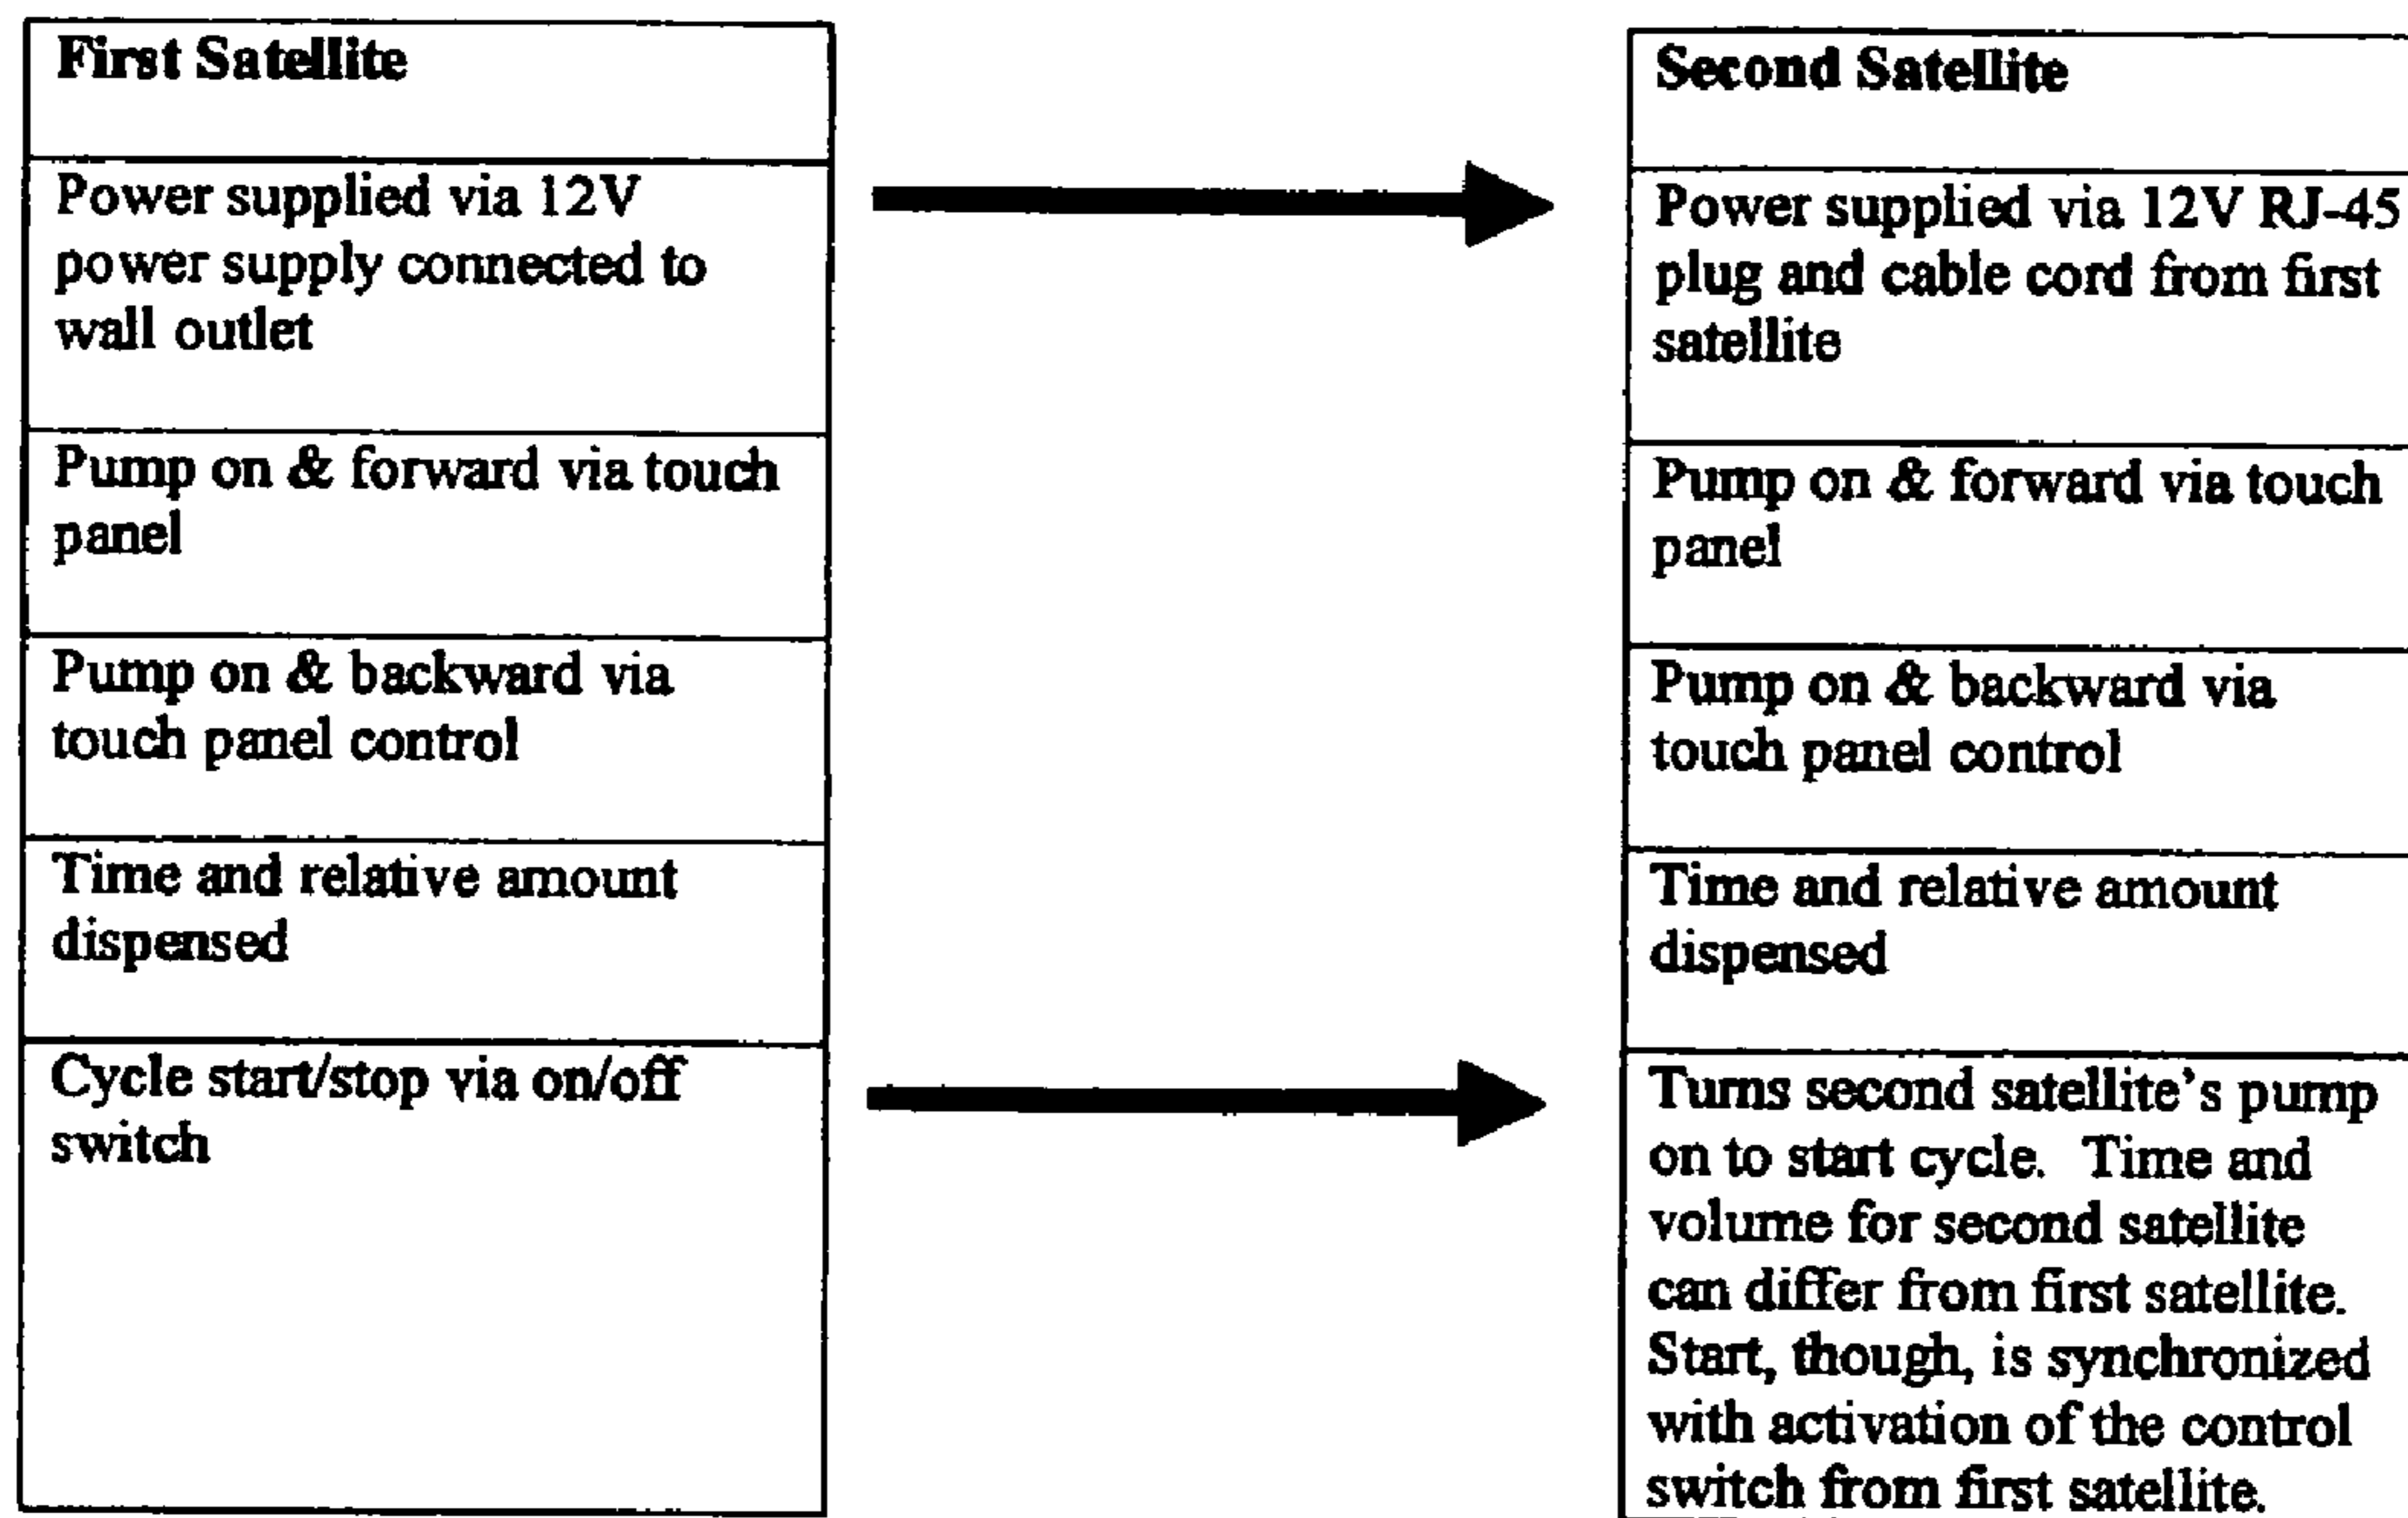 First Satellite
Power supplied via 12V
power supply connected to
wall outlet
Pump on & forward via touch
panel
Pump on & backward via
touch panel control
Time and relative amount
dispensed
Cycle start/stop via on/off
switch
Second Satellite
Power supplied via 12V RJ-45
plug and cable cord from first
satellite
Pump on & forward via touch
panel
Pump on & backward via
touch panel control
Time and relative amount
dispensed
Turns second satellite's pump
on to start cycle. Time and
volume for second satellite
can differ from first satellite.
Start, though, is synchronized
with activation of the control
switch from first satellite.